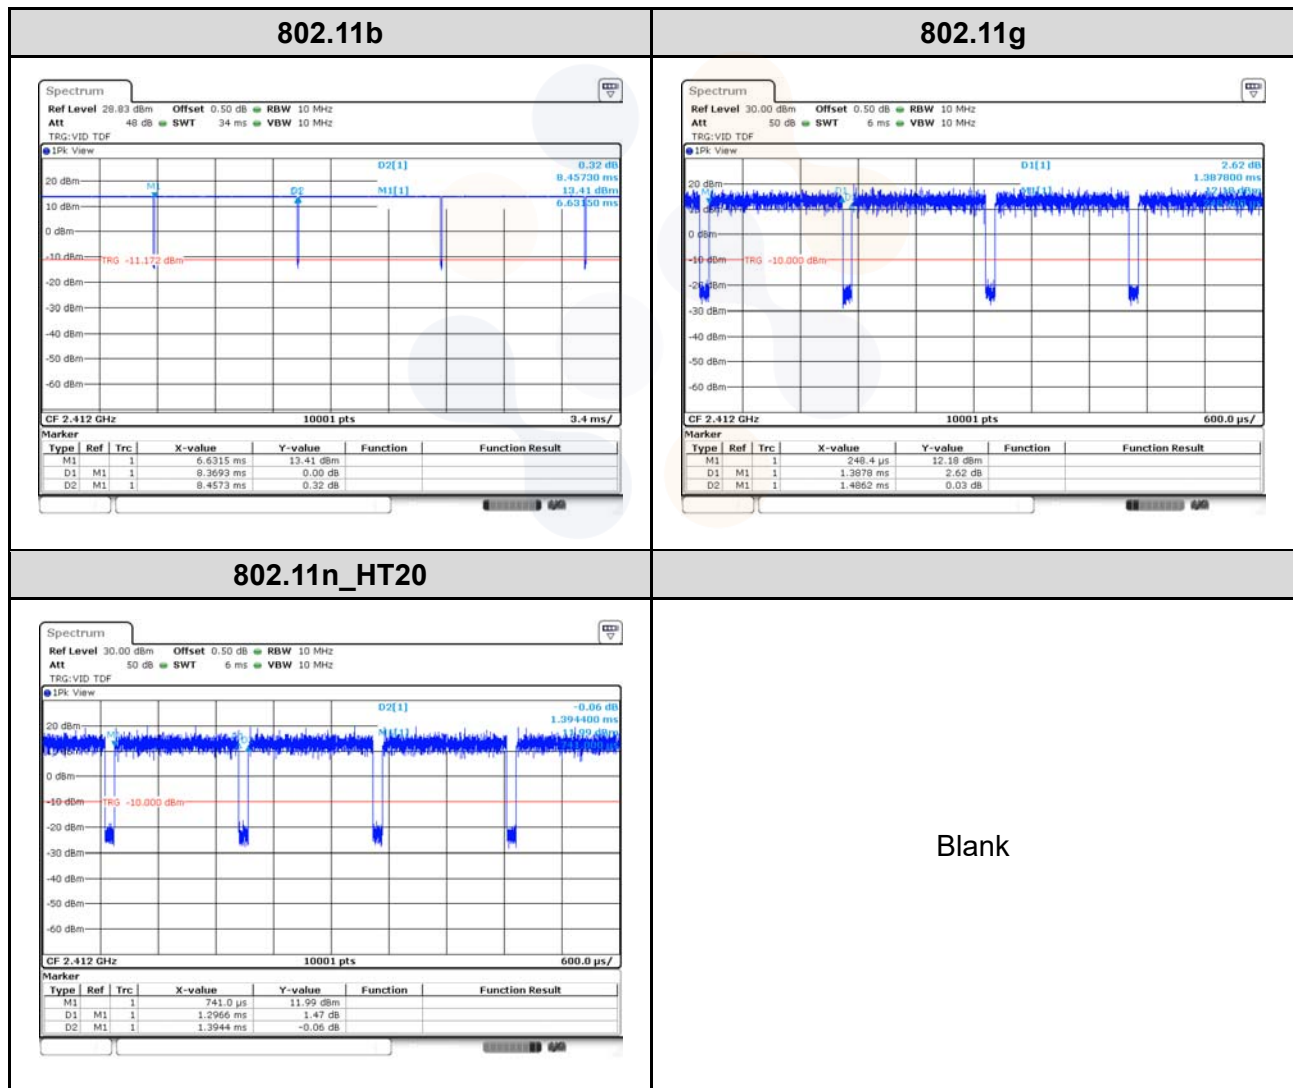 802.11b
802.11g
Spectrum
Ref Level 28.83 dBm Offset 0.50 dB RBW 10 MHz
Att 48 dB SWT 34 ms VBW 10 MHz
TRG:VID TDF
1Pk View
D2[1] 0.32 dB
8.45730 ms
M1[1] 13.41 dBm
6.63150 ms
M1
D2
20 dBm
10 dBm
0 dBm
-10 dBm
TRG -11.172 dBm
-20 dBm
-30 dBm
-40 dBm
-50 dBm
-60 dBm
CF 2.412 GHz 10001 pts 3.4 ms/
Marker
Type Ref Trc X-value Y-value Function Function Result
M1 1 6.6315 ms 13.41 dBm
D1 M1 1 8.3693 ms 0.00 dB
D2 M1 1 8.4573 ms 0.32 dB
Spectrum
Ref Level 30.00 dBm Offset 0.50 dB RBW 10 MHz
Att 50 dB SWT 6 ms VBW 10 MHz
TRG:VID TDF
1Pk View
D1[1] 2.62 dB
1.387800 ms
M1[1] 12.18 dBm
20 dBm
0 dBm
-10 dBm
TRG -10.000 dBm
-20 dBm
-30 dBm
-40 dBm
-50 dBm
-60 dBm
CF 2.412 GHz 10001 pts 600.0 µs/
Marker
Type Ref Trc X-value Y-value Function Function Result
M1 1 248.4 µs 12.18 dBm
D1 M1 1 1.3878 ms 2.62 dB
D2 M1 1 1.4862 ms 0.03 dB
802.11n_HT20
Spectrum
Ref Level 30.00 dBm Offset 0.50 dB RBW 10 MHz
Att 50 dB SWT 6 ms VBW 10 MHz
TRG:VID TDF
1Pk View
D2[1] -0.06 dB
1.394400 ms
M1[1] 11.99 dBm
20 dBm
0 dBm
-10 dBm
TRG -10.000 dBm
-20 dBm
-30 dBm
-40 dBm
-50 dBm
-60 dBm
CF 2.412 GHz 10001 pts 600.0 µs/
Marker
Type Ref Trc X-value Y-value Function Function Result
M1 1 741.0 µs 11.99 dBm
D1 M1 1 1.2966 ms 1.47 dB
D2 M1 1 1.3944 ms -0.06 dB
Blank